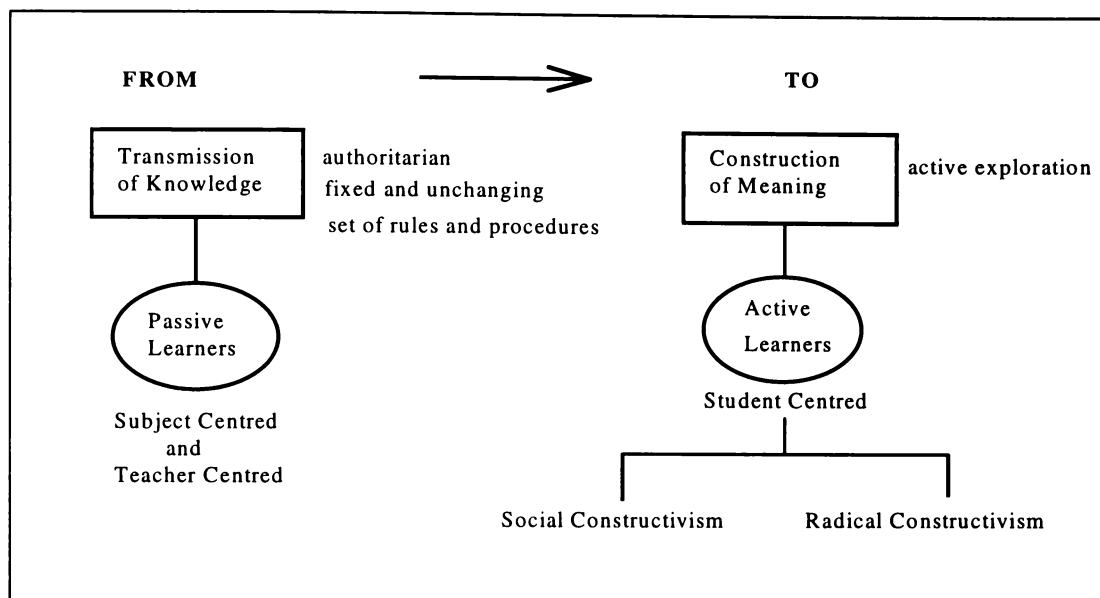 FROM
TO
Transmission
of Knowledge
authoritarian
fixed and unchanging
set of rules and procedures
Passive
Learners
Subject Centred
and
Teacher Centred
Construction
of Meaning
active exploration
Active
Learners
Student Centred
Social Constructivism
Radical Constructivism